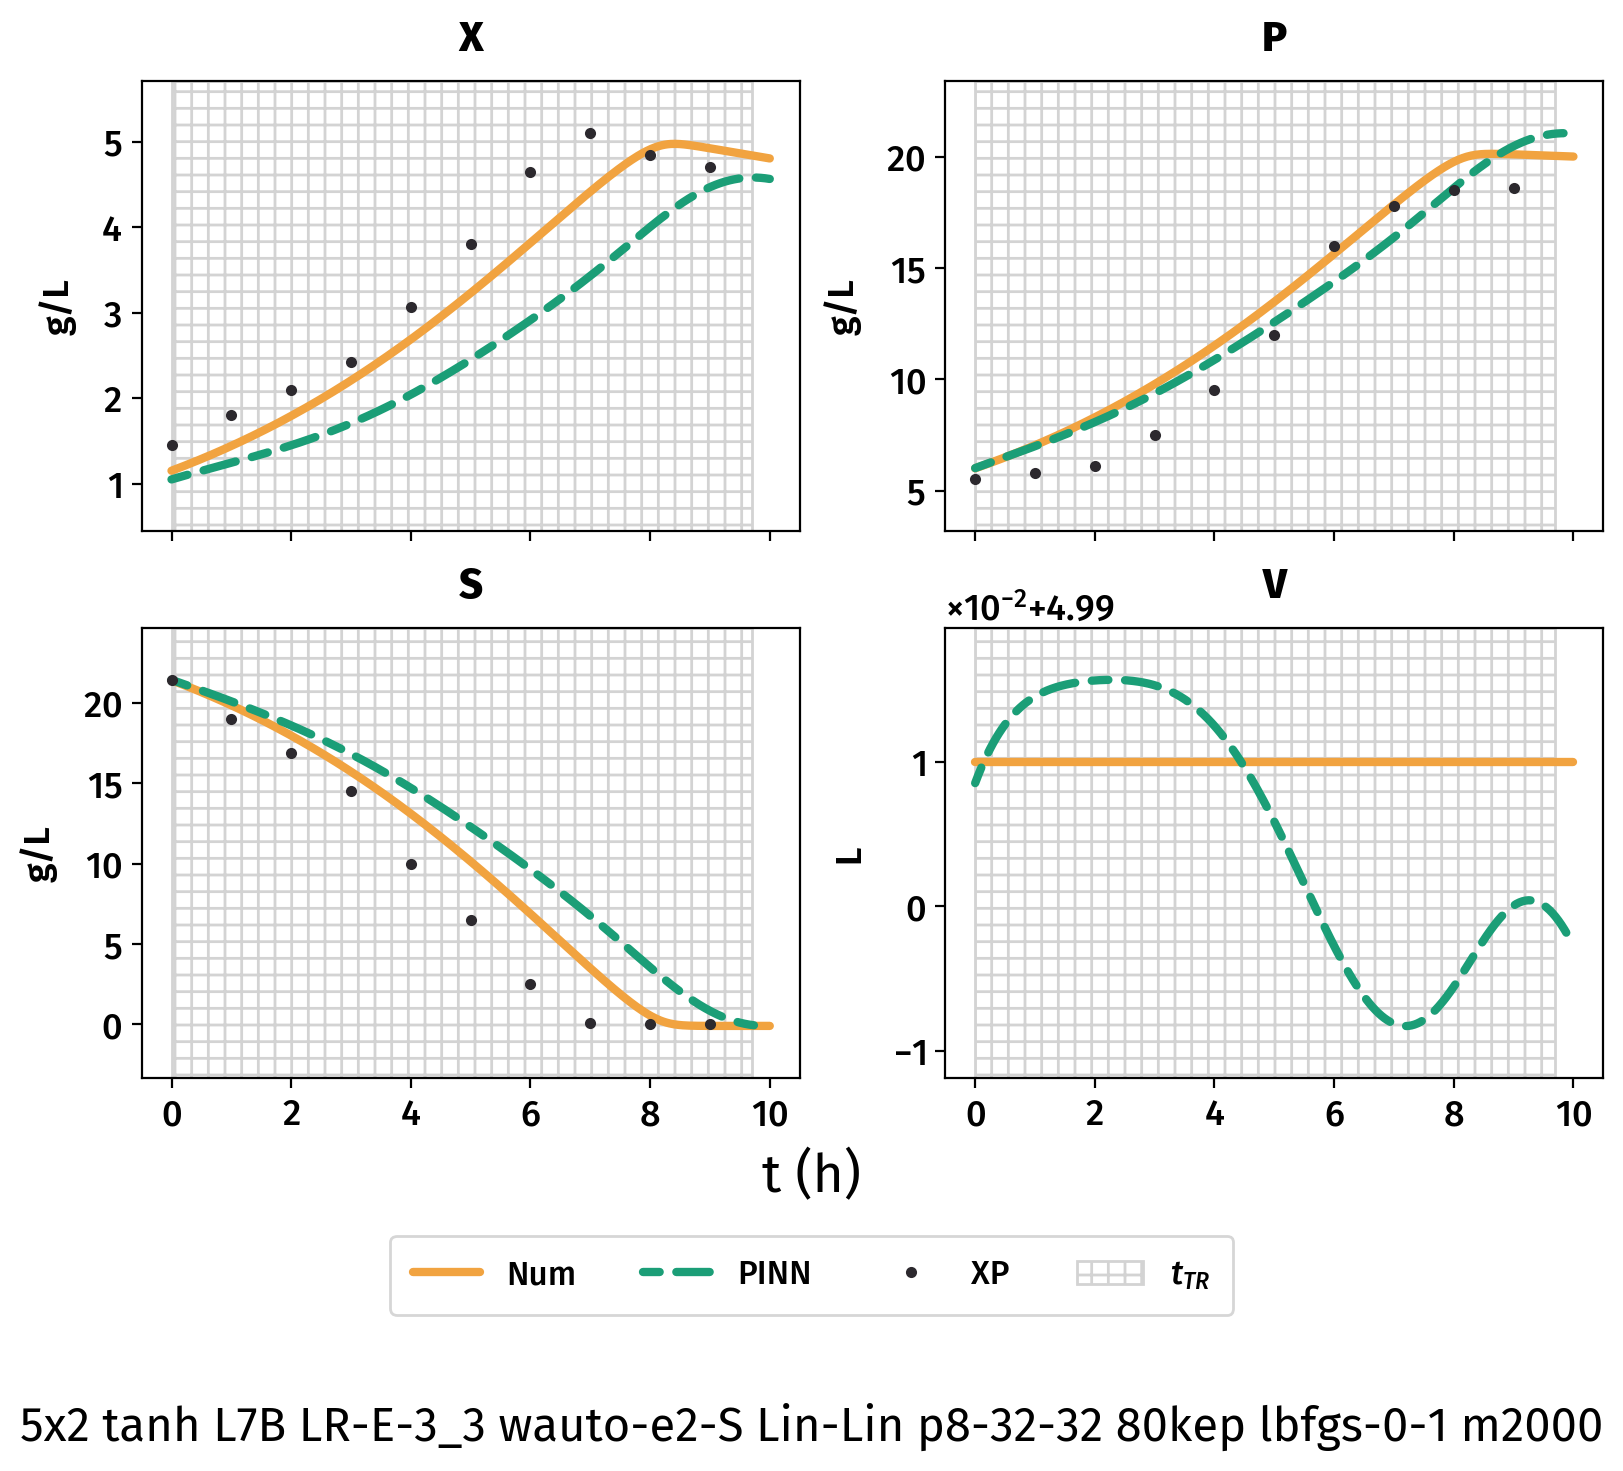 X
P
g/L
5
4
3
2
1
g/L
20
15
10
5
S
V
×10⁻²+4.99
g/L
20
15
10
5
0
L
1
0
−1
0 2 4 6 8 10
0 2 4 6 8 10
t (h)
Num PINN XP t_TR
5x2 tanh L7B LR-E-3_3 wauto-e2-S Lin-Lin p8-32-32 80kep lbfgs-0-1 m2000